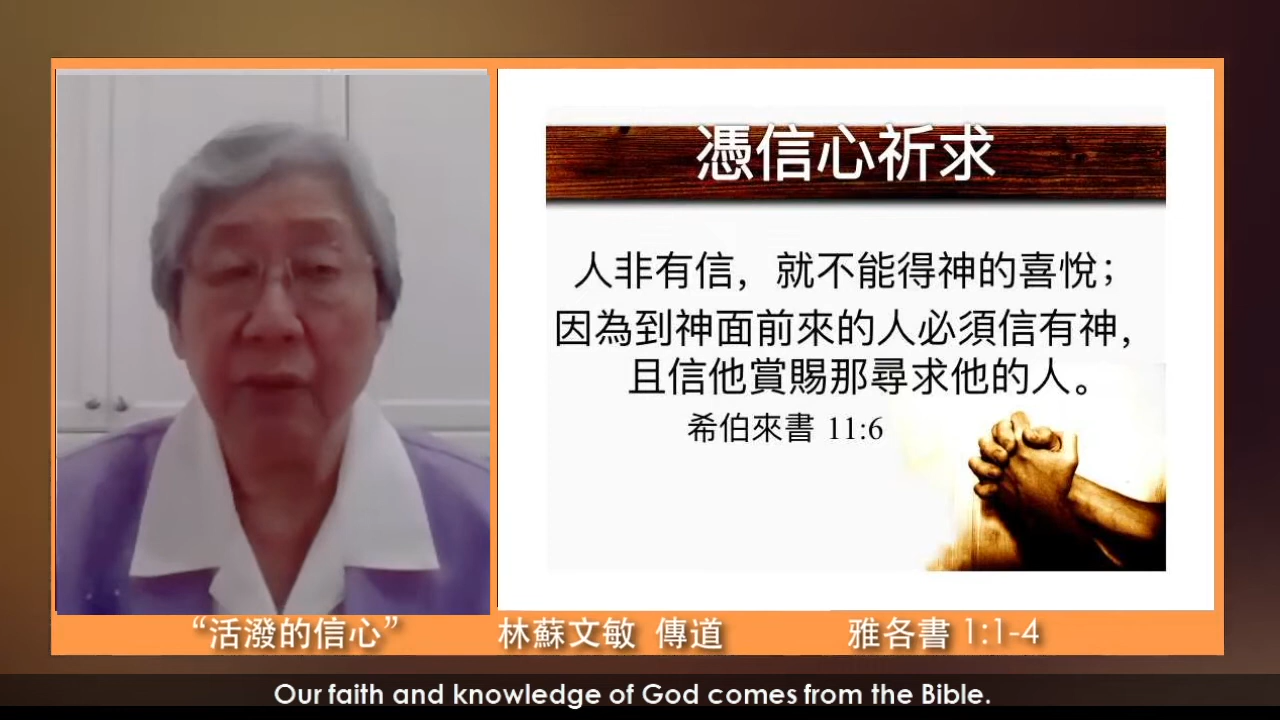 憑信心祈求
人非有信，就不能得神的喜悅；
因為到神面前來的人必須信有神，
且信他賞賜那尋求他的人。
希伯來書 11:6
“活潑的信心” 林蘇文敏 傳道 雅各書 1:1-4
Our faith and knowledge of God comes from the Bible.